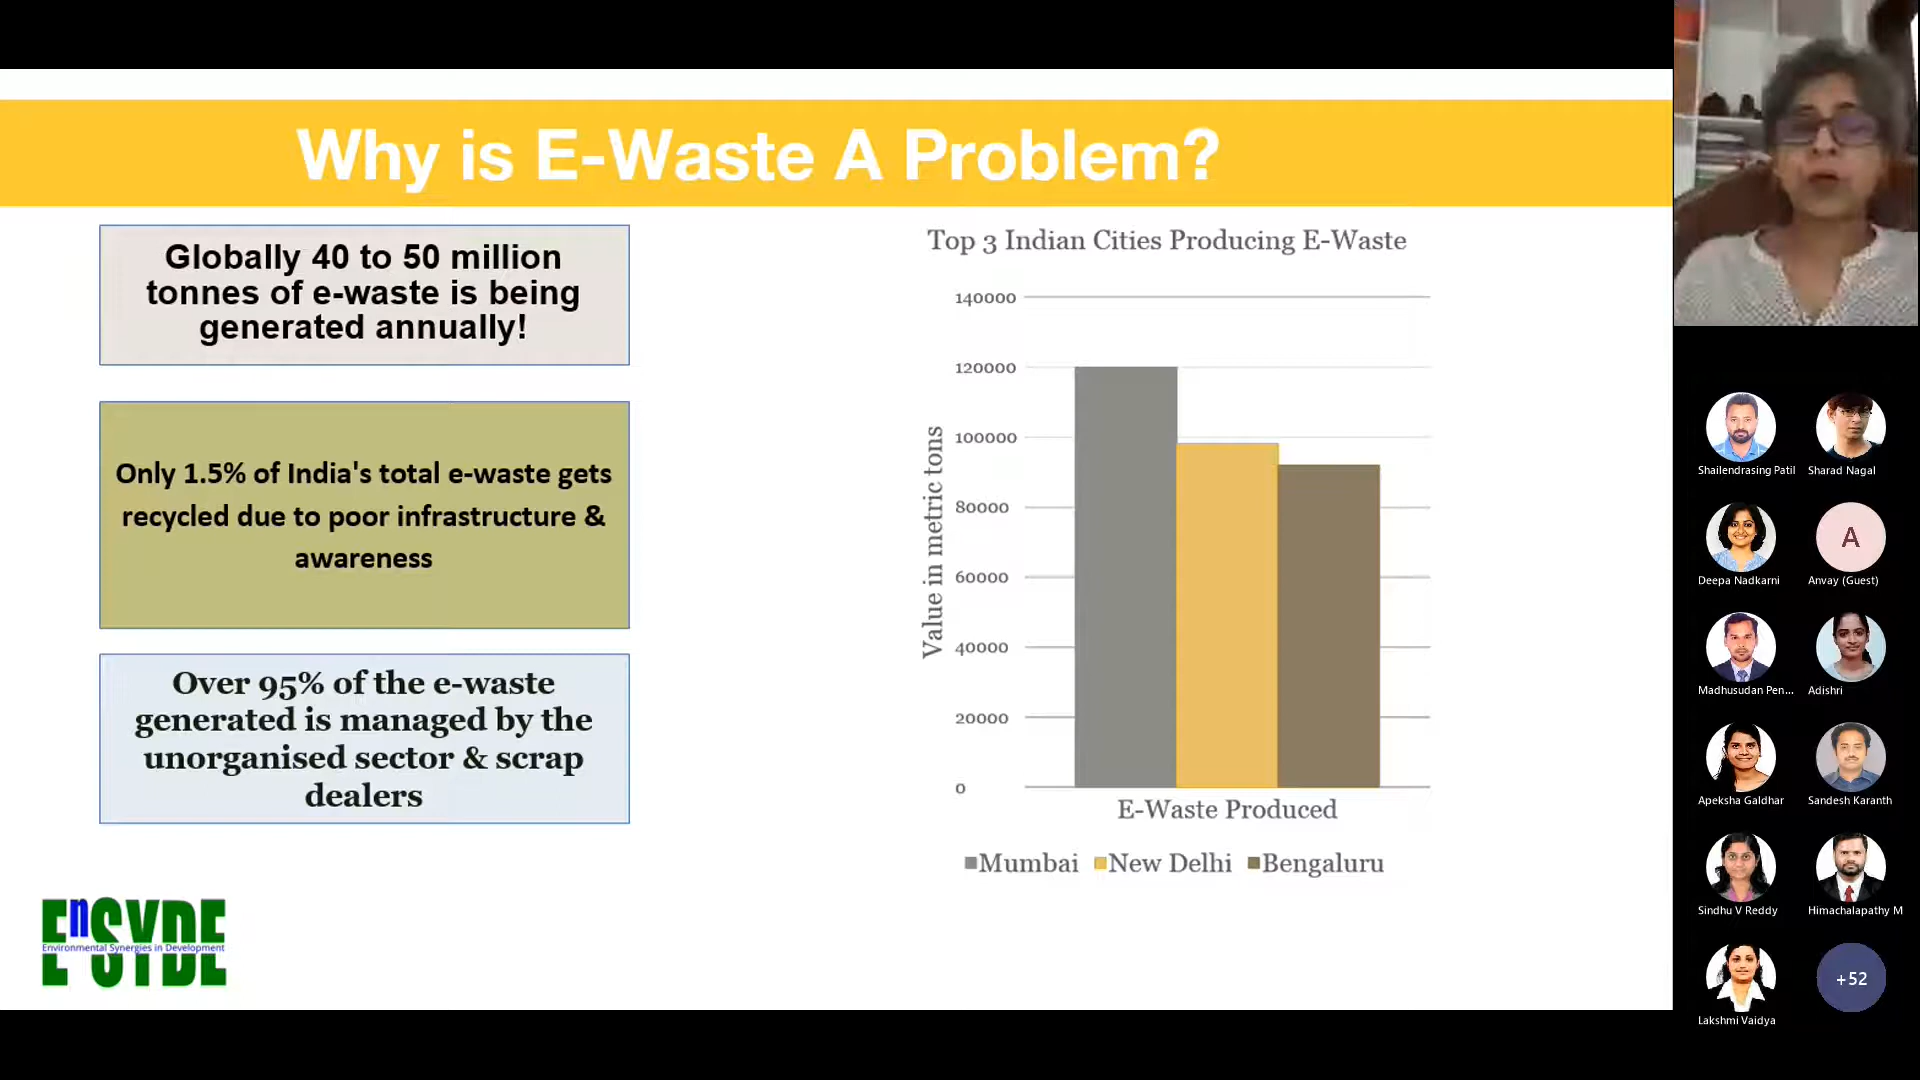 Why is E-Waste A Problem?
Globally 40 to 50 million
tonnes of e-waste is being
generated annually!
Only 1.5% of India's total e-waste gets
recycled due to poor infrastructure &
awareness
Over 95% of the e-waste
generated is managed by the
unorganised sector & scrap
dealers
EnSYDE
Environmental Synergies in Development
Top 3 Indian Cities Producing E-Waste
Value in metric tons
140000
120000
100000
80000
60000
40000
20000
0
E-Waste Produced
Mumbai New Delhi Bengaluru
Shailendrasing Patil
Sharad Nagal
Deepa Nadkarni
A
Anvay (Guest)
Madhusudan Pen...
Adishri
Apeksha Galdhar
Sandesh Karanth
Sindhu V Reddy
Himachalapathy M
Lakshmi Vaidya
+52